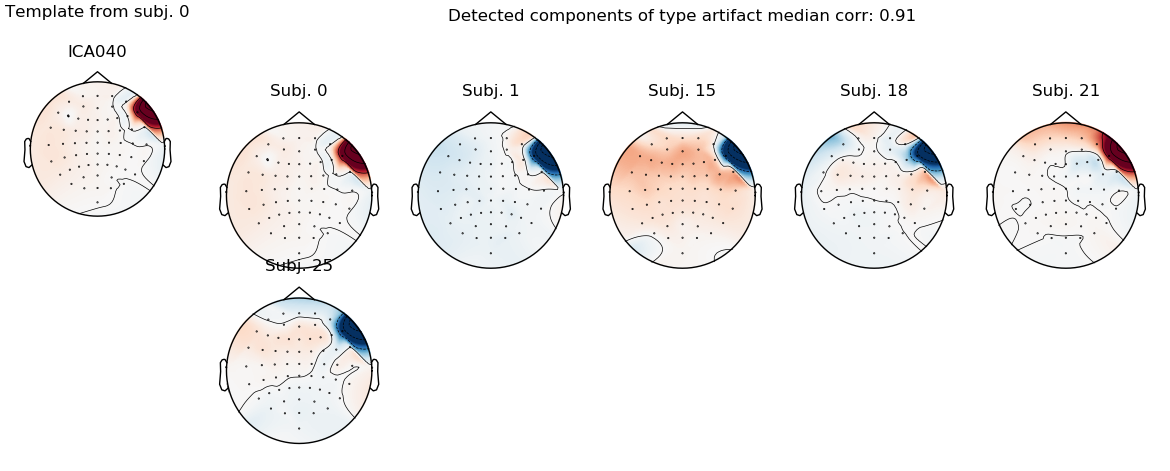 Template from subj. 0
Detected components of type artifact median corr: 0.91
ICA040
Subj. 0
Subj. 1
Subj. 15
Subj. 18
Subj. 21
Subj. 25